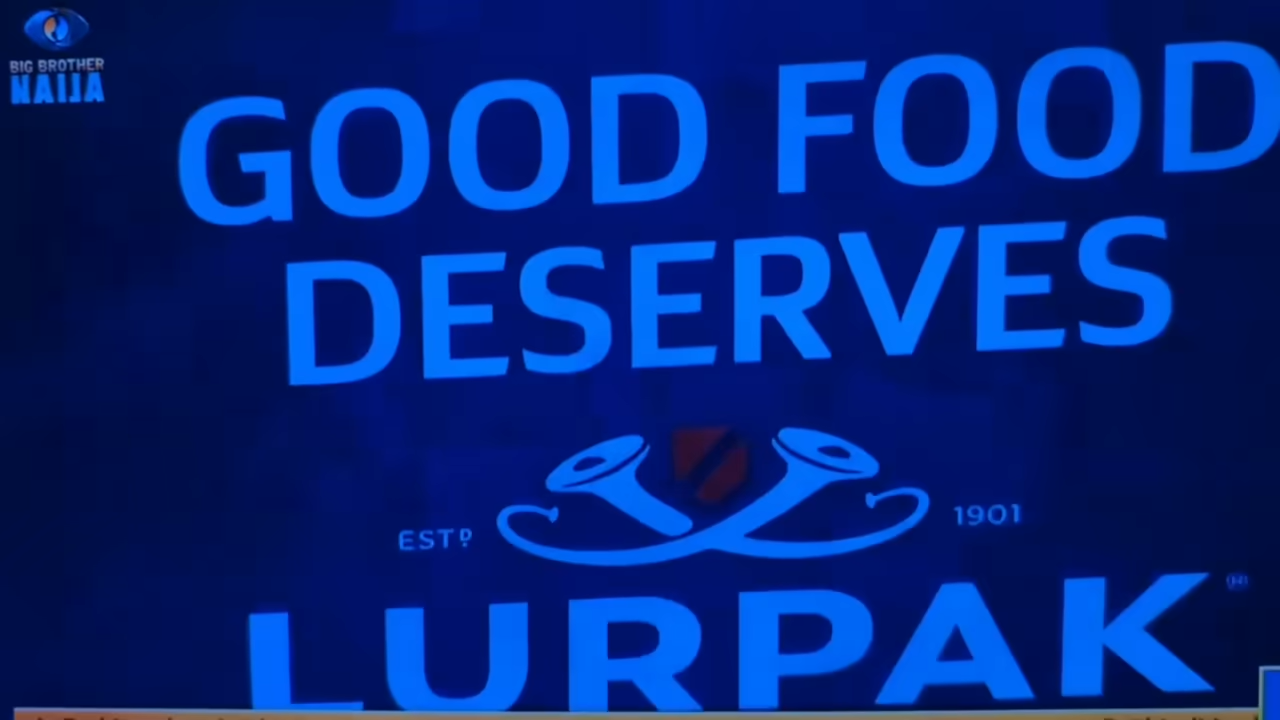 BIG BROTHER
NAIJA
GOOD FOOD
DESERVES
ESTD 1901
LURPAK®